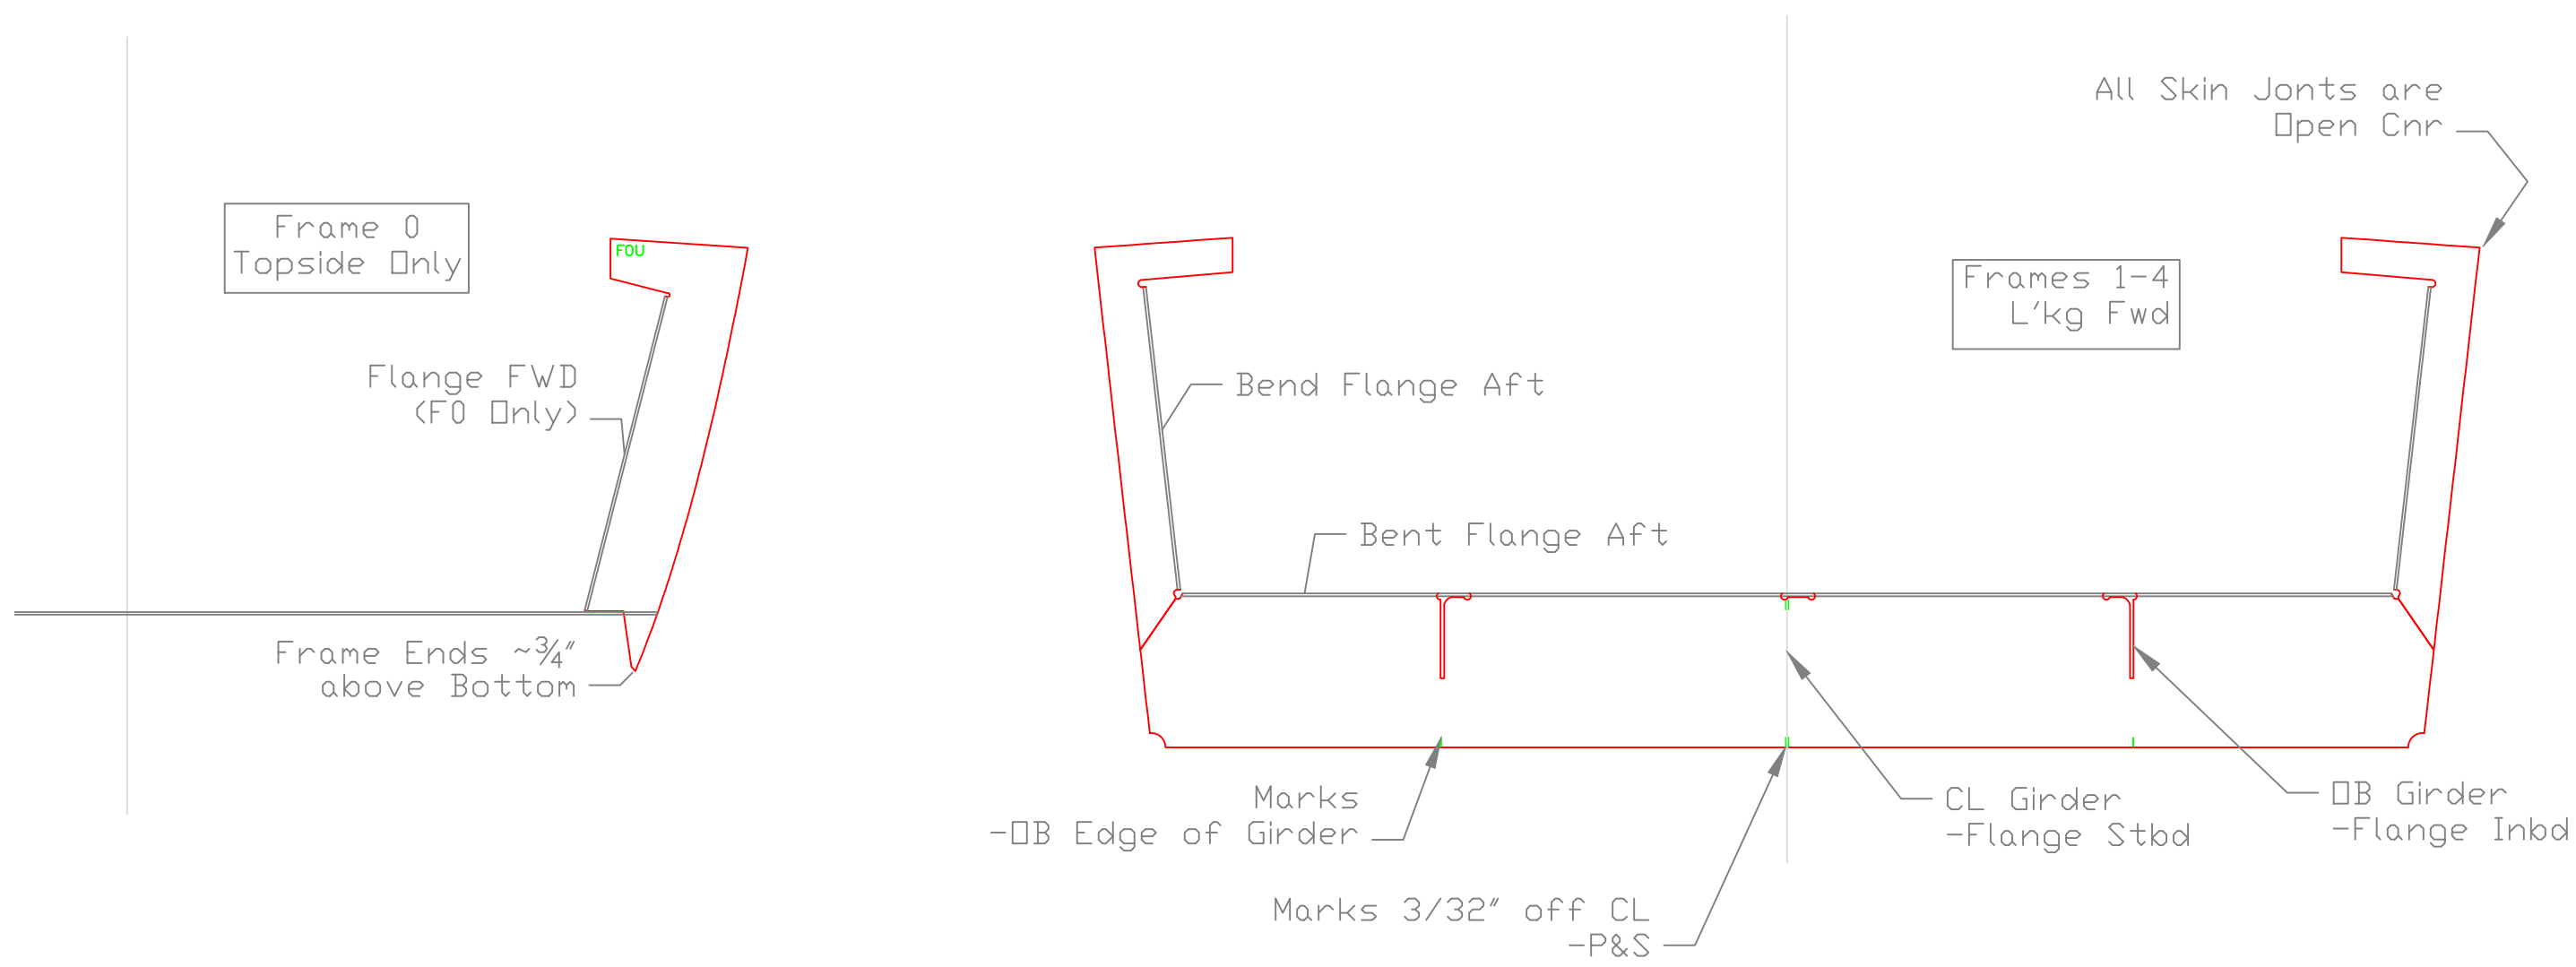 Frame 0
Topside Only
FOU
Flange FWD
(F0 Only)
Frame Ends ~3/4"
above Bottom
All Skin Jonts are
Open Cnr
Frames 1-4
L'kg Fwd
Bend Flange Aft
Bent Flange Aft
Marks
-OB Edge of Girder
Marks 3/32" off CL
-P&S
CL Girder
-Flange Stbd
OB Girder
-Flange Inbd